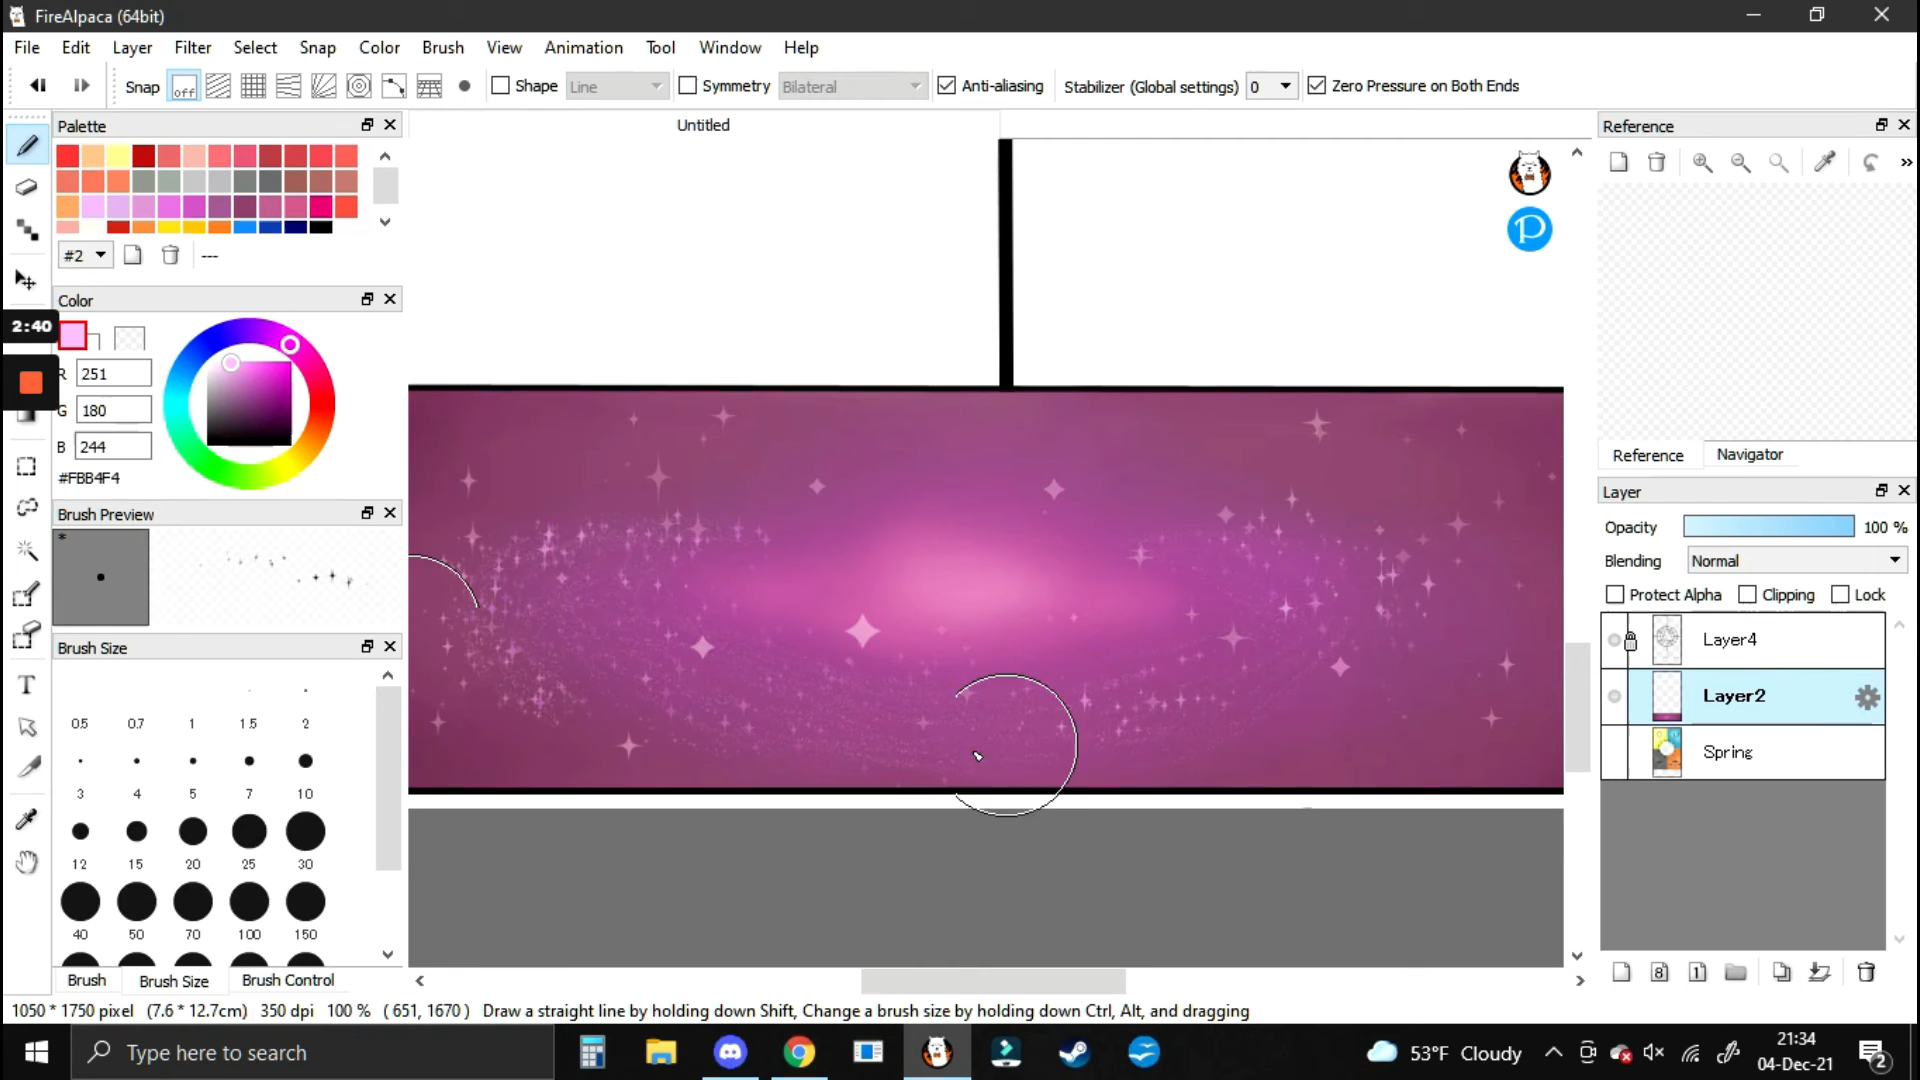 FireAlpaca (64bit)
File Edit Layer Filter Select Snap Color Brush View Animation Tool Window Help
Snap off Shape Line Symmetry Bilateral Anti-aliasing Stabilizer (Global settings) 0 Zero Pressure on Both Ends
Palette
Untitled
Reference
#2 ---
Color
2:40
R 251
G 180
B 244
#FBB4F4
Reference Navigator
Layer
Opacity 100 %
Blending Normal
Protect Alpha Clipping Lock
Layer4
Layer2
Spring
Brush Preview
*
Brush Size
0.5 0.7 1 1.5 2
3 4 5 7 10
12 15 20 25 30
40 50 70 100 150
Brush Brush Size Brush Control
8 1
1050 * 1750 pixel (7.6 * 12.7cm) 350 dpi 100 % ( 651, 1670 ) Draw a straight line by holding down Shift, Change a brush size by holding down Ctrl, Alt, and dragging
Type here to search
53°F Cloudy
21:34
04-Dec-21
2